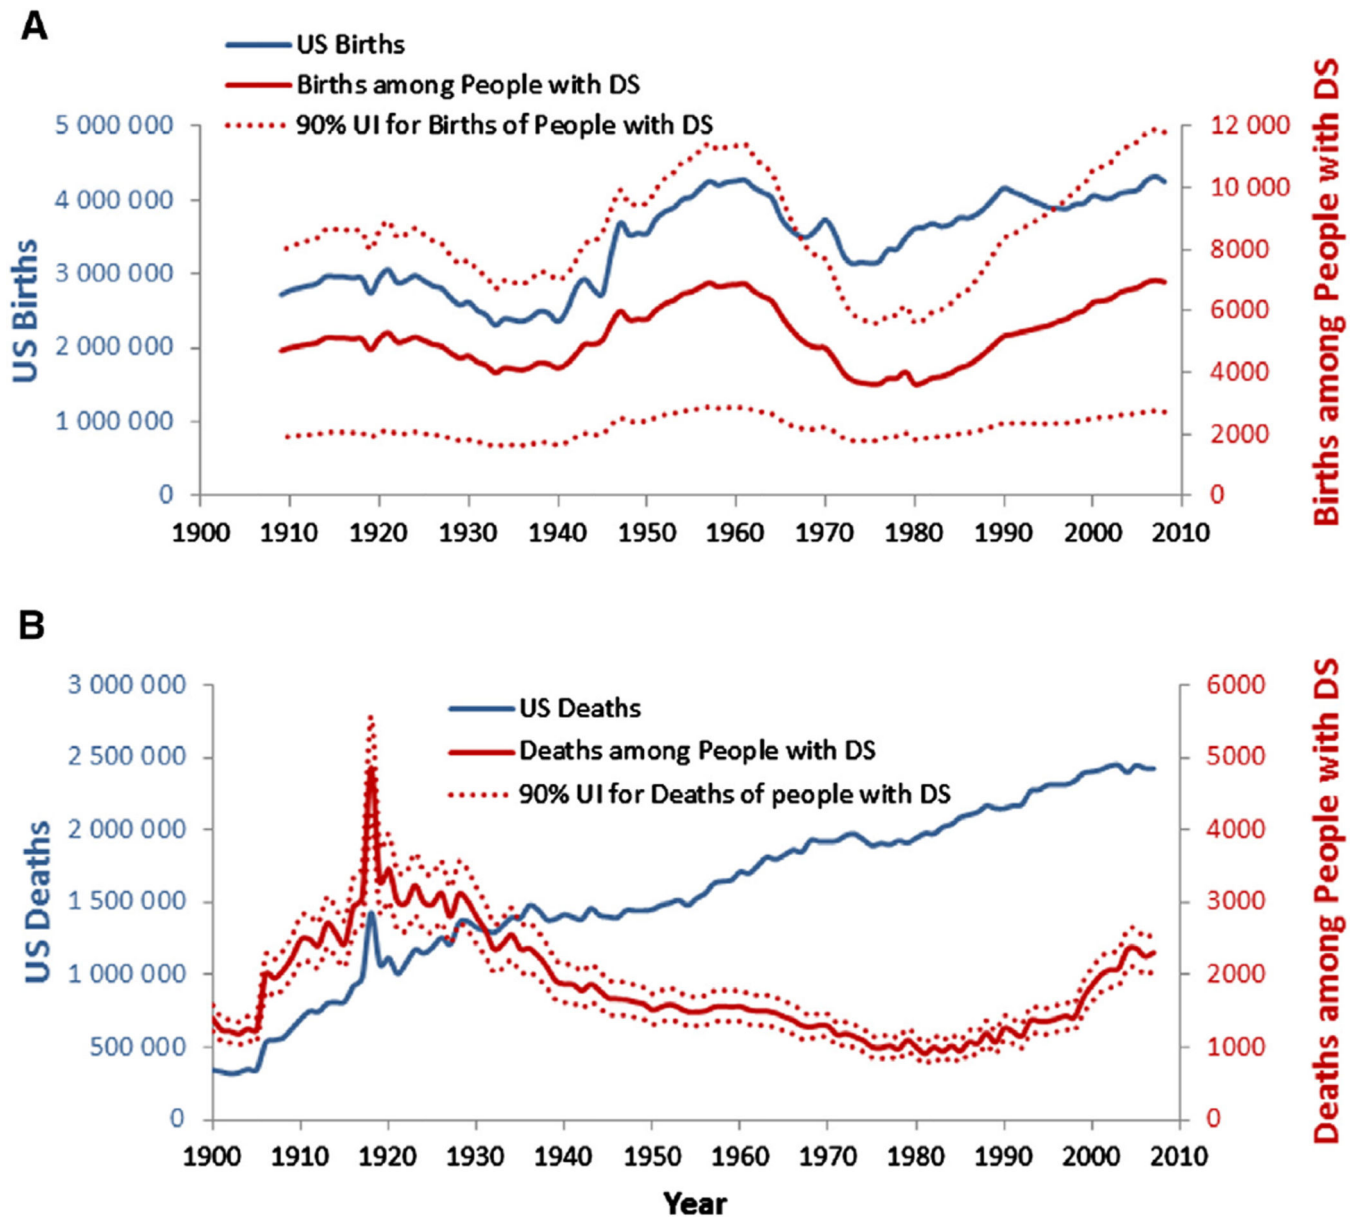 A
US Births
Births among People with DS
90% UI for Births of People with DS
US Births
5 000 000
4 000 000
3 000 000
2 000 000
1 000 000
0
12 000
10 000
8000
6000
4000
2000
0
Births among People with DS
1900 1910 1920 1930 1940 1950 1960 1970 1980 1990 2000 2010
B
US Deaths
Deaths among People with DS
90% UI for Deaths of people with DS
US Deaths
3 000 000
2 500 000
2 000 000
1 500 000
1 000 000
500 000
0
6000
5000
4000
3000
2000
1000
0
Deaths among People with DS
1900 1910 1920 1930 1940 1950 1960 1970 1980 1990 2000 2010
Year